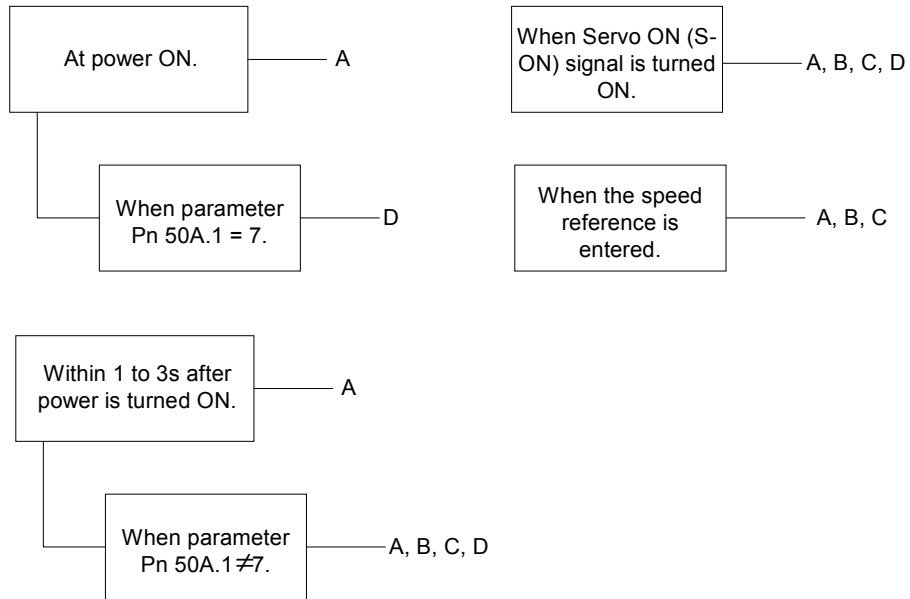 At power ON.
A
When parameter
Pn 50A.1 = 7.
D
When Servo ON (S-
ON) signal is turned
ON.
A, B, C, D
When the speed
reference is
entered.
A, B, C
Within 1 to 3s after
power is turned ON.
A
When parameter
Pn 50A.1≠7.
A, B, C, D